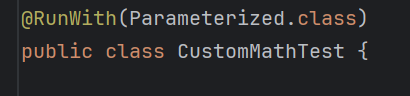 @RunWith(Parameterized.class)
public class CustomMathTest {